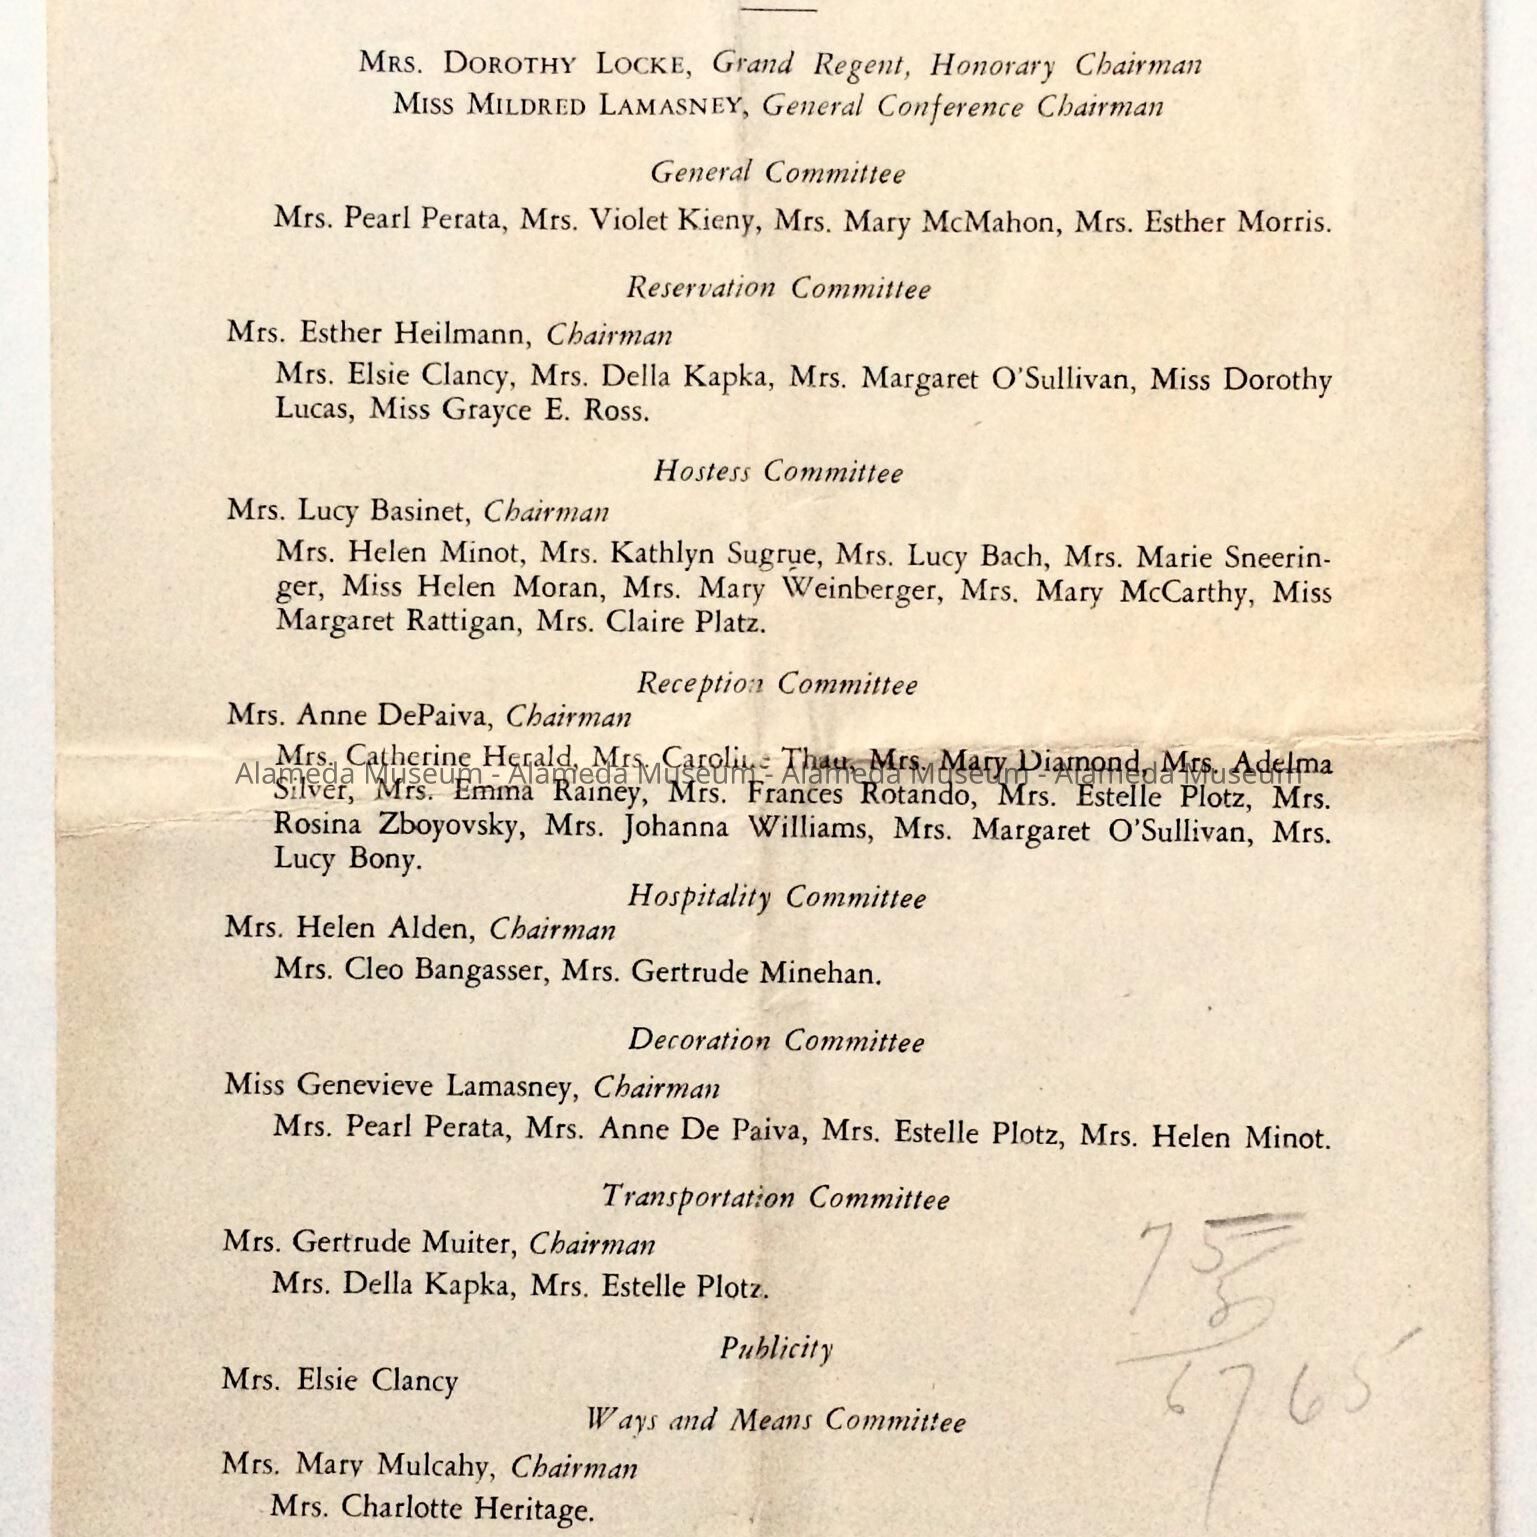 Mrs. Dorothy Locke, Grand Regent, Honorary Chairman
Miss Mildred Lamasney, General Conference Chairman
General Committee
Mrs. Pearl Perata, Mrs. Violet Kieny, Mrs. Mary McMahon, Mrs. Esther Morris.
Reservation Committee
Mrs. Esther Heilmann, Chairman
Mrs. Elsie Clancy, Mrs. Della Kapka, Mrs. Margaret O'Sullivan, Miss Dorothy
Lucas, Miss Grayce E. Ross.
Hostess Committee
Mrs. Lucy Basinet, Chairman
Mrs. Helen Minot, Mrs. Kathlyn Sugrue, Mrs. Lucy Bach, Mrs. Marie Sneerin-
ger, Miss Helen Moran, Mrs. Mary Weinberger, Mrs. Mary McCarthy, Miss
Margaret Rattigan, Mrs. Claire Platz.
Reception Committee
Mrs. Anne DePaiva, Chairman
Mrs. Catherine Herald, Mrs. Caroline Thau, Mrs. Mary Diamond, Mrs. Adelma
Alameda Museum - Alameda Museum - Alameda Museum - Alameda Museum
Silver, Mrs. Emma Rainey, Mrs. Frances Rotando, Mrs. Estelle Plotz, Mrs.
Rosina Zboyovsky, Mrs. Johanna Williams, Mrs. Margaret O'Sullivan, Mrs.
Lucy Bony.
Hospitality Committee
Mrs. Helen Alden, Chairman
Mrs. Cleo Bangasser, Mrs. Gertrude Minehan.
Decoration Committee
Miss Genevieve Lamasney, Chairman
Mrs. Pearl Perata, Mrs. Anne De Paiva, Mrs. Estelle Plotz, Mrs. Helen Minot.
Transportation Committee
Mrs. Gertrude Muiter, Chairman
Mrs. Della Kapka, Mrs. Estelle Plotz.
Publicity
Mrs. Elsie Clancy
Ways and Means Committee
Mrs. Mary Mulcahy, Chairman
Mrs. Charlotte Heritage.
75
6765